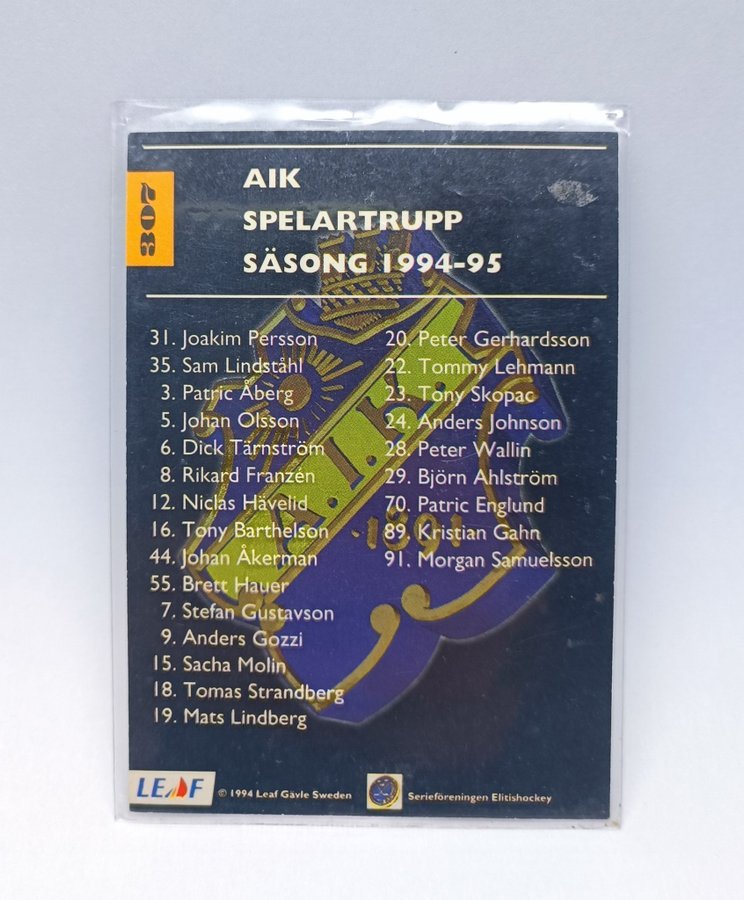 307
AIK
SPELARTRUPP
SÄSONG 1994-95
31. Joakim Persson
35. Sam Lindståhl
3. Patric Åberg
5. Johan Olsson
6. Dick Tärnström
8. Rikard Franzén
12. Niclas Hävelid
16. Tony Barthelson
44. Johan Åkerman
55. Brett Hauer
7. Stefan Gustavson
9. Anders Gozzi
15. Sacha Molin
18. Tomas Strandberg
19. Mats Lindberg
20. Peter Gerhardsson
22. Tommy Lehmann
23. Tony Skopac
24. Anders Johnson
28. Peter Wallin
29. Björn Ahlström
70. Patric Englund
89. Kristian Gahn
91. Morgan Samuelsson
A.I.K.
·1891·
LEAF
© 1994 Leaf Gävle Sweden
Serieföreningen Elitishockey